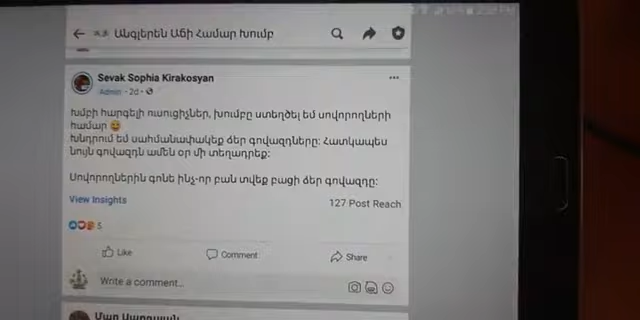 Անգլերեն Աճի Համար Խումբ
Sevak Sophia Kirakosyan
Admin · 2d ·
Խմբի հարգելի ուսուցիչներ, խումբը ստեղծել եմ սովորողների
համար 😄
Խնդրում եմ սահմանափակեք ձեր գովազդները: Հատկապես
նույն գովազդն ամեն օր մի տեղադրեք:
Սովորողներին գոնե ինչ-որ բան տվեք բացի ձեր գովազդը:
View Insights
127 Post Reach
5
Like
Comment
Share
Write a comment...